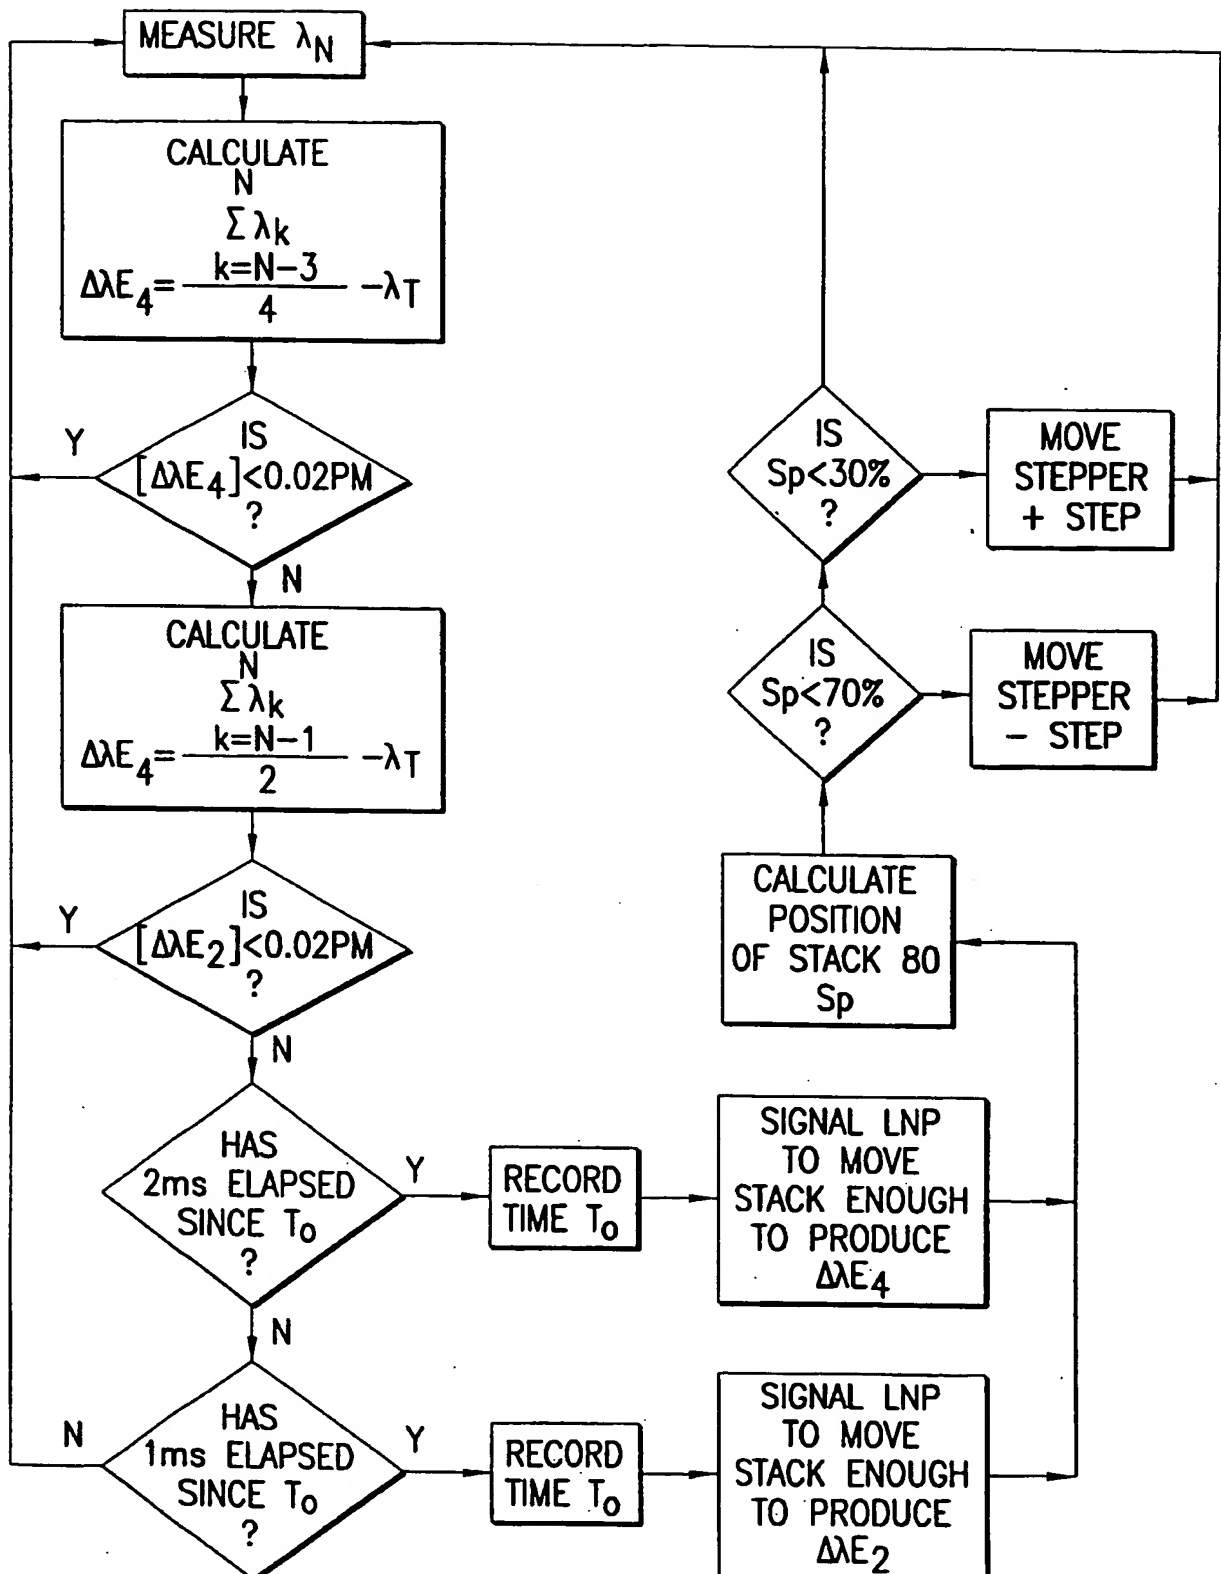 MEASURE λN
CALCULATE
N
Σλk
k=N-3
ΔλE4= -λT
4
Y
IS
[ΔλE4]<0.02PM
?
N
CALCULATE
N
Σλk
k=N-1
ΔλE4= -λT
2
Y
IS
[ΔλE2]<0.02PM
?
N
HAS
2ms ELAPSED
SINCE To
?
Y
N
RECORD
TIME To
SIGNAL LNP
TO MOVE
STACK ENOUGH
TO PRODUCE
ΔλE4
N
HAS
1ms ELAPSED
SINCE To
?
Y
RECORD
TIME To
SIGNAL LNP
TO MOVE
STACK ENOUGH
TO PRODUCE
ΔλE2
CALCULATE
POSITION
OF STACK 80
Sp
IS
Sp<70%
?
MOVE
STEPPER
- STEP
IS
Sp<30%
?
MOVE
STEPPER
+ STEP